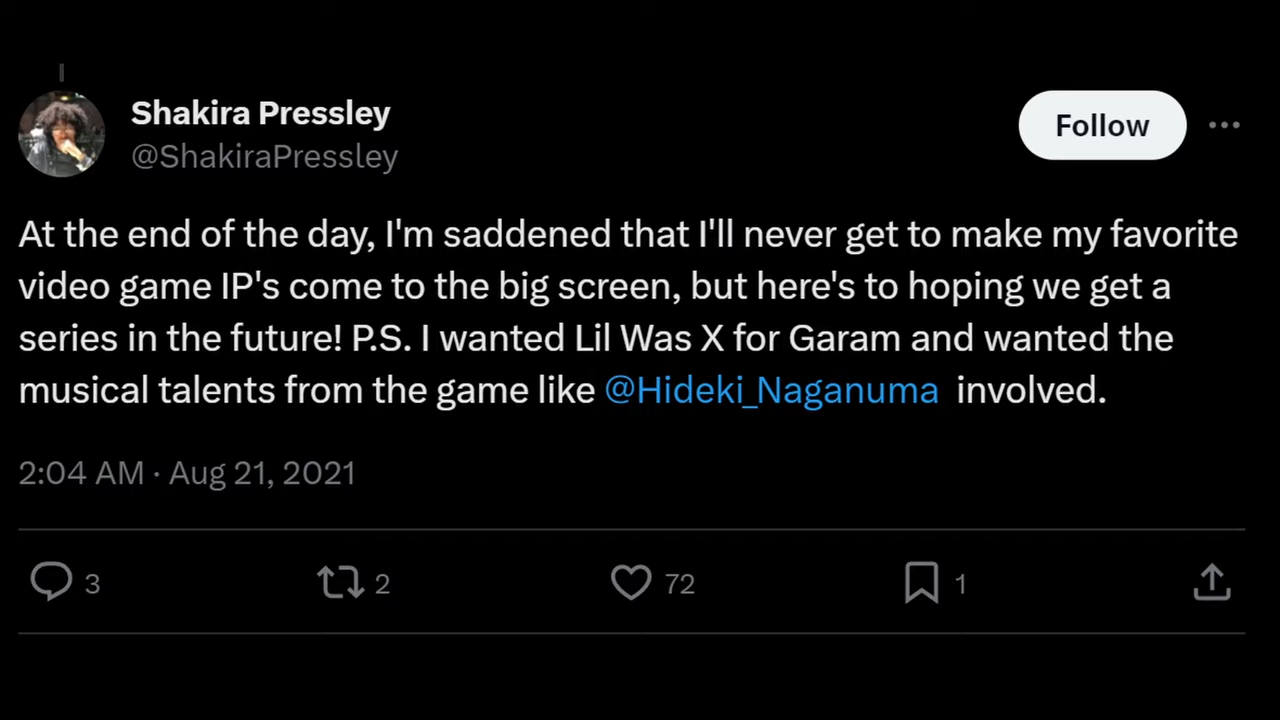 Shakira Pressley
@ShakiraPressley
Follow
At the end of the day, I'm saddened that I'll never get to make my favorite
video game IP's come to the big screen, but here's to hoping we get a
series in the future! P.S. I wanted Lil Was X for Garam and wanted the
musical talents from the game like @Hideki_Naganuma involved.
2:04 AM · Aug 21, 2021
3
2
72
1